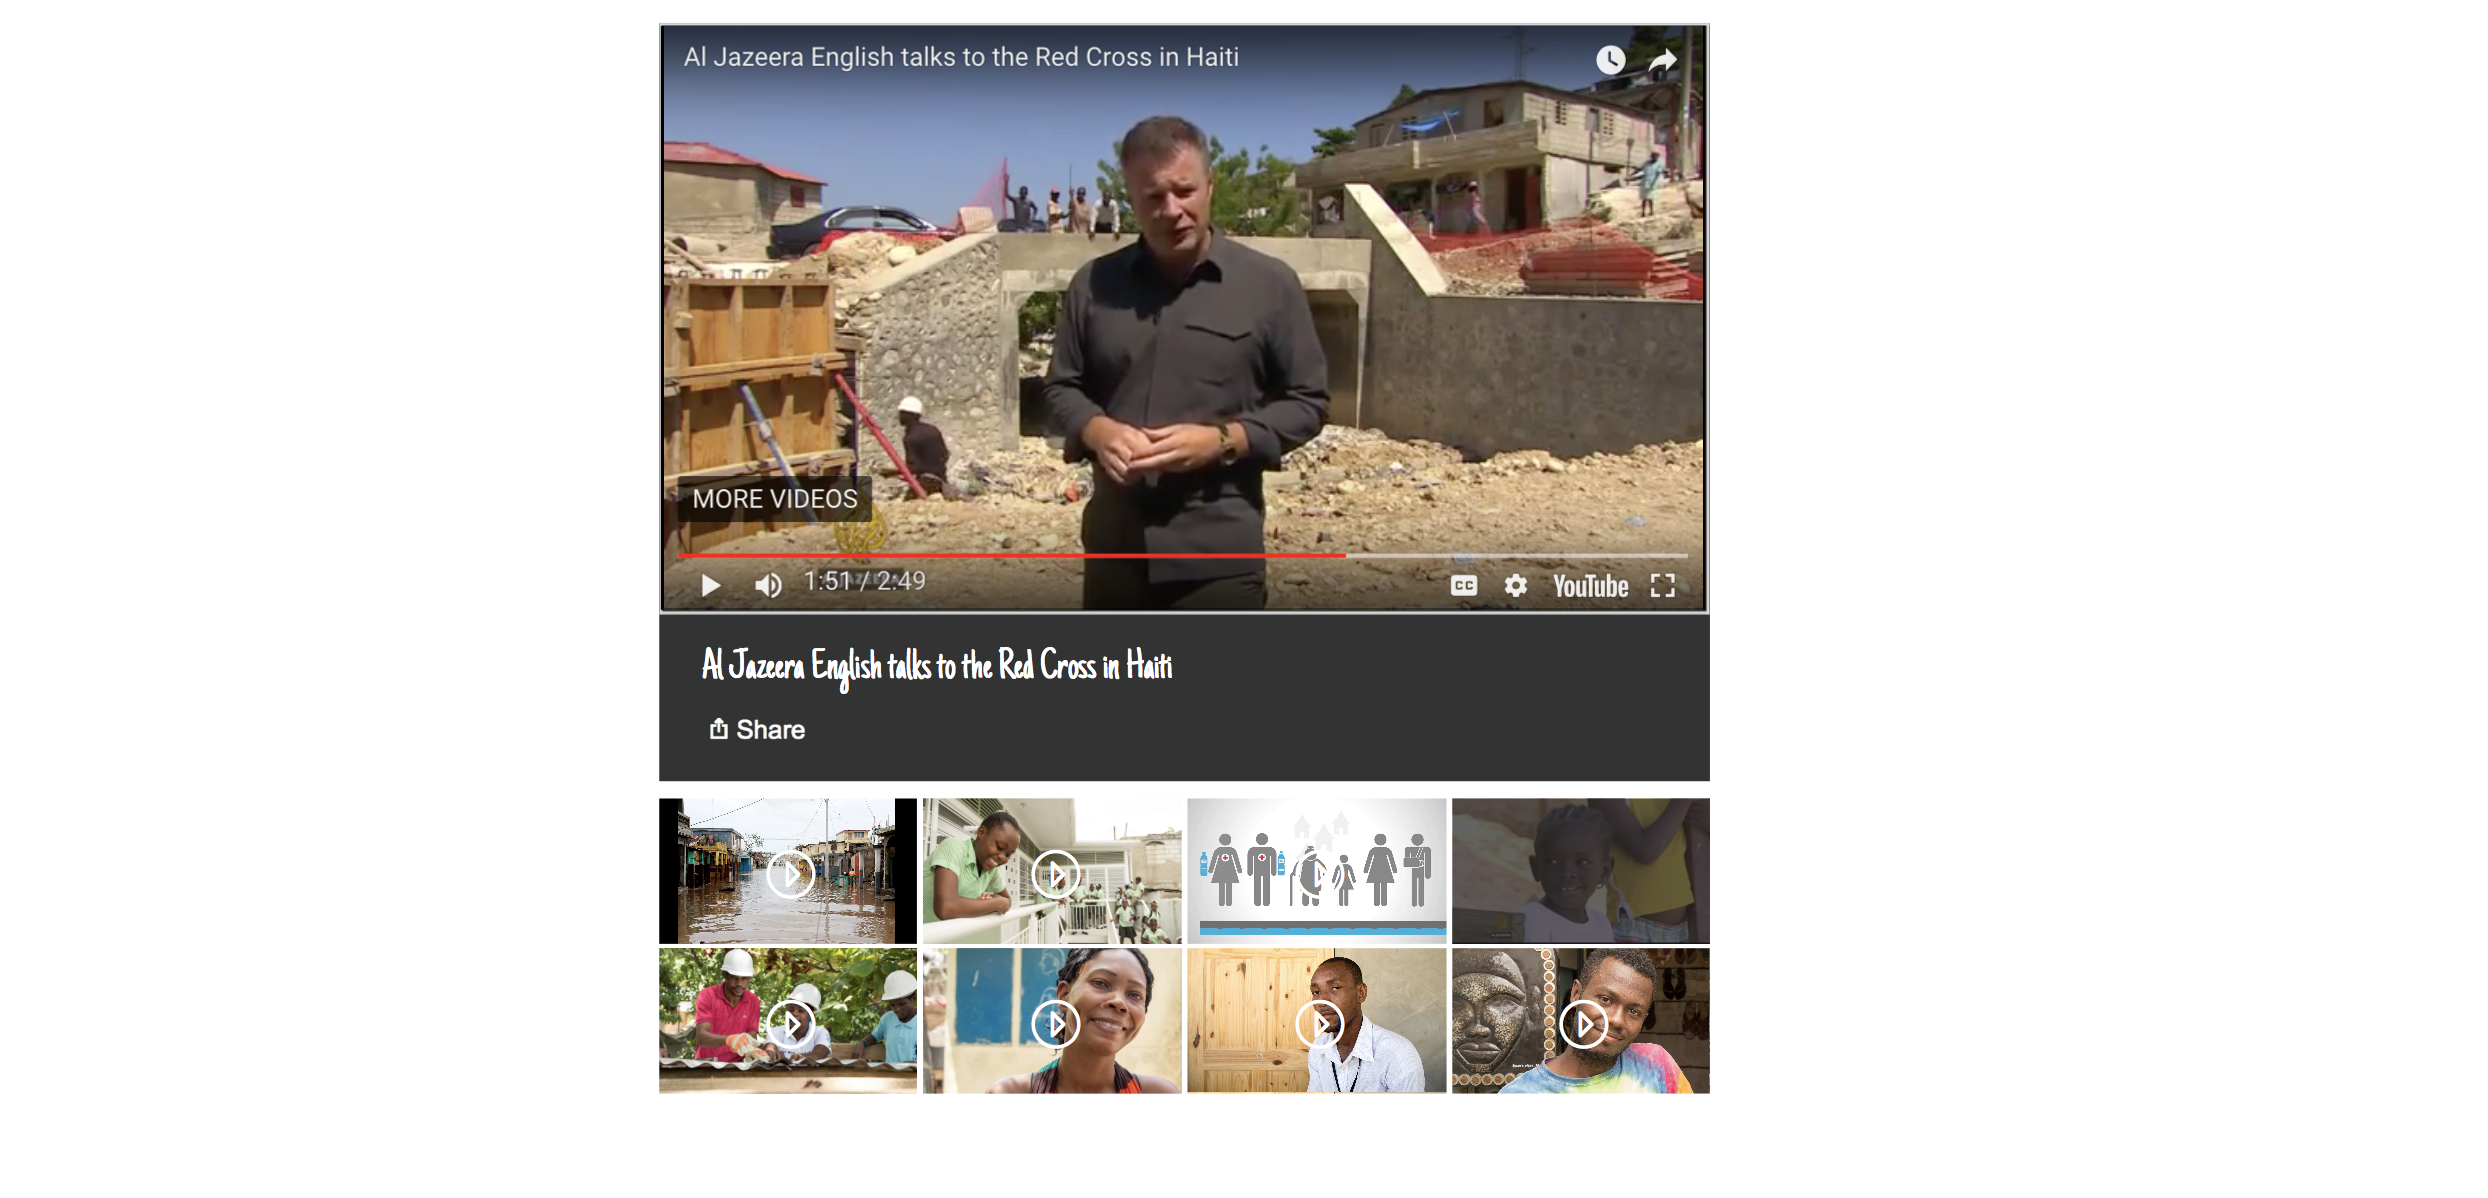 Al Jazeera English talks to the Red Cross in Haiti
MORE VIDEOS
1:51 / 2:49
CC
YouTube
Al Jazeera English talks to the Red Cross in Haiti
Share